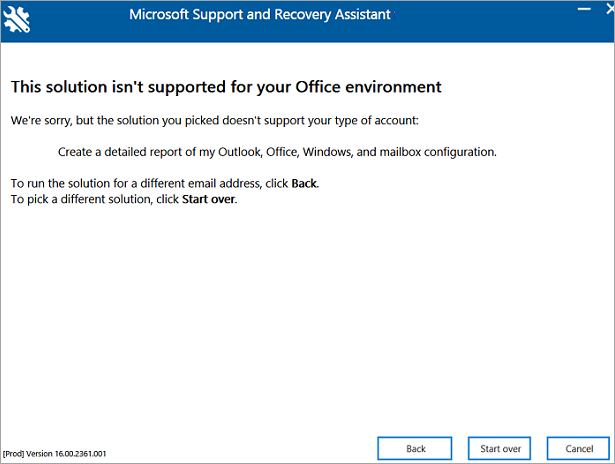 Microsoft Support and Recovery Assistant
This solution isn't supported for your Office environment
We're sorry, but the solution you picked doesn't support your type of account:
Create a detailed report of my Outlook, Office, Windows, and mailbox configuration.
To run the solution for a different email address, click Back.
To pick a different solution, click Start over.
[Prod] Version 16.00.2361.001
Back
Start over
Cancel